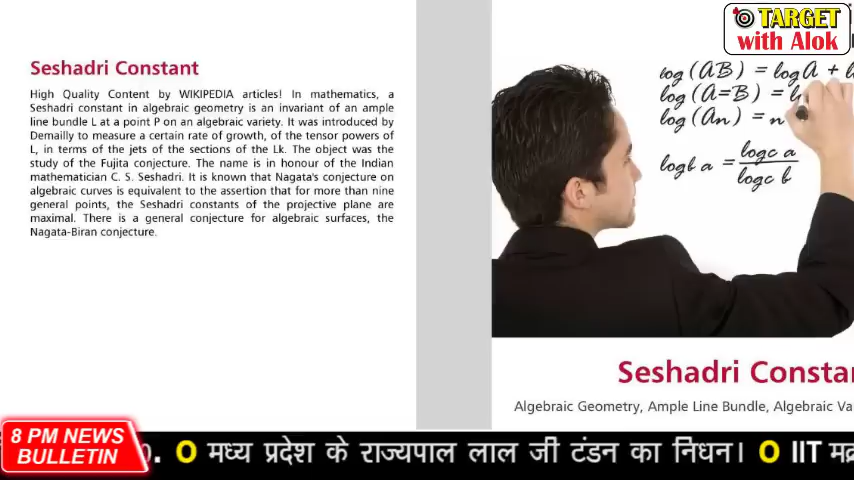 TARGET
with Alok
Seshadri Constant
High Quality Content by WIKIPEDIA articles! In mathematics, a
Seshadri constant in algebraic geometry is an invariant of an ample
line bundle L at a point P on an algebraic variety. It was introduced by
Demailly to measure a certain rate of growth, of the tensor powers of
L, in terms of the jets of the sections of the Lk. The object was the
study of the Fujita conjecture. The name is in honour of the Indian
mathematician C. S. Seshadri. It is known that Nagata's conjecture on
algebraic curves is equivalent to the assertion that for more than nine
general points, the Seshadri constants of the projective plane are
maximal. There is a general conjecture for algebraic surfaces, the
Nagata-Biran conjecture.
log (AB) = logA +
log (A=B) =
log (An) = n
logb a = logc a
logc b
Seshadri Constan
Algebraic Geometry, Ample Line Bundle, Algebraic Va
8 PM NEWS
BULLETIN
0. O मध्य प्रदेश के राज्यपाल लाल जी टंडन का निधन। O IIT मद्र